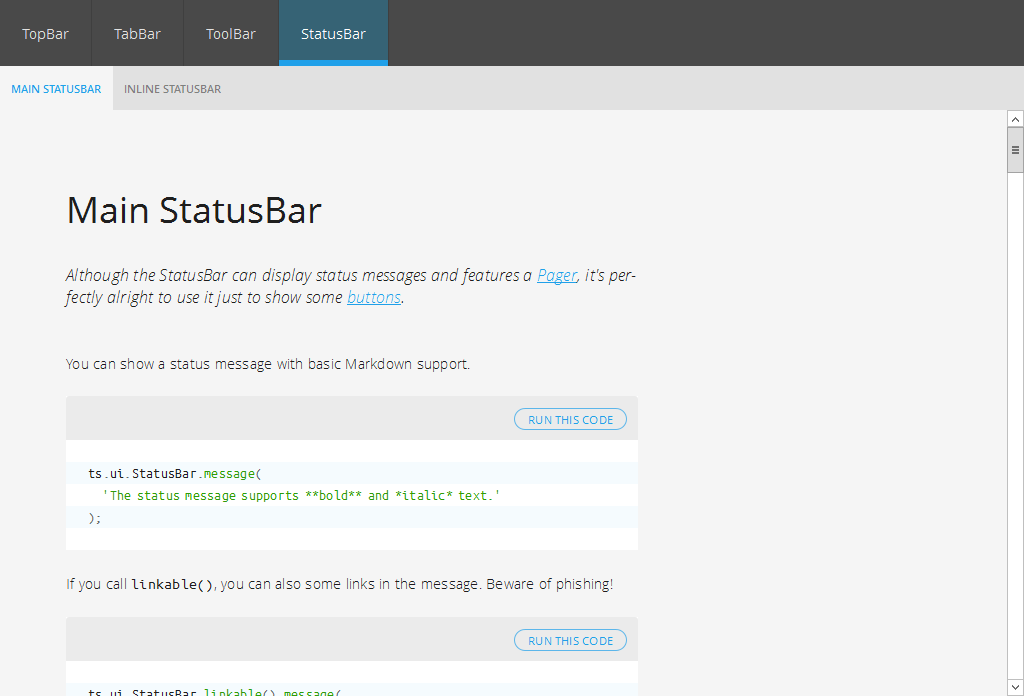 TopBar TabBar ToolBar StatusBar
MAIN STATUSBAR INLINE STATUSBAR
Main StatusBar
Although the StatusBar can display status messages and features a Pager, it's per-
fectly alright to use it just to show some buttons.
You can show a status message with basic Markdown support.
RUN THIS CODE
ts.ui.StatusBar.message(
'The status message supports **bold** and *italic* text.'
);
If you call linkable(), you can also some links in the message. Beware of phishing!
RUN THIS CODE
ts.ui.StatusBar.linkable().message(